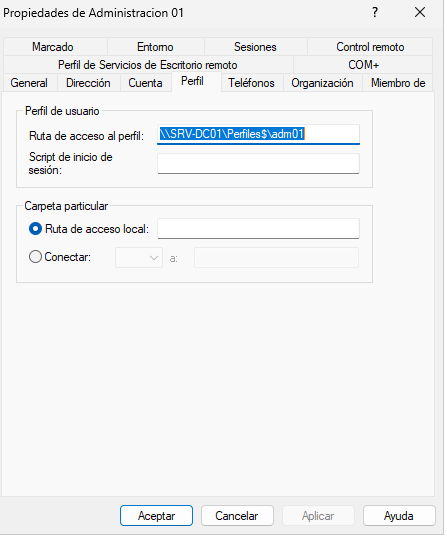 Propiedades de Administracion 01 ? ×
Marcado Entorno Sesiones Control remoto
Perfil de Servicios de Escritorio remoto COM+
General Dirección Cuenta Perfil Teléfonos Organización Miembro de
Perfil de usuario
Ruta de acceso al perfil: \\SRV-DC01\Perfiles$\adm01
Script de inicio de
sesión:
Carpeta particular
Ruta de acceso local:
Conectar: a:
Aceptar Cancelar Aplicar Ayuda